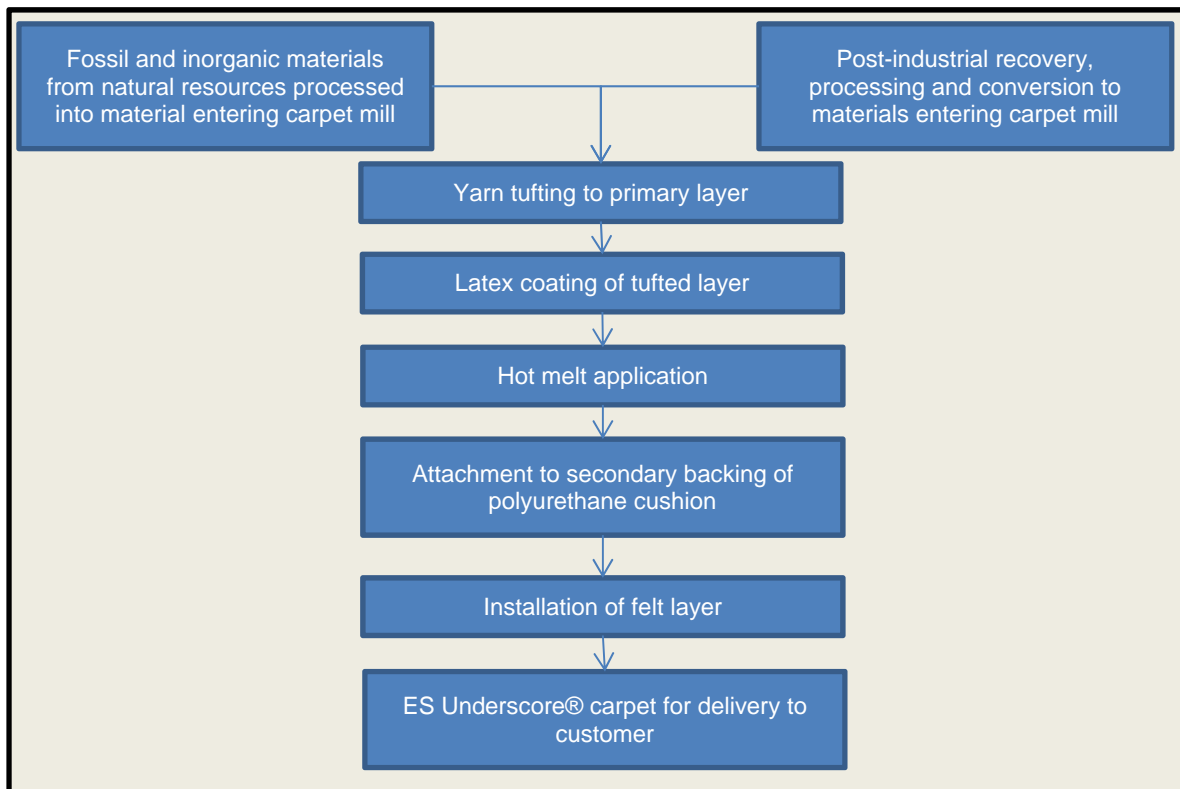 Fossil and inorganic materials
from natural resources processed
into material entering carpet mill
Post-industrial recovery,
processing and conversion to
materials entering carpet mill
Yarn tufting to primary layer
Latex coating of tufted layer
Hot melt application
Attachment to secondary backing of
polyurethane cushion
Installation of felt layer
ES Underscore® carpet for delivery to
customer